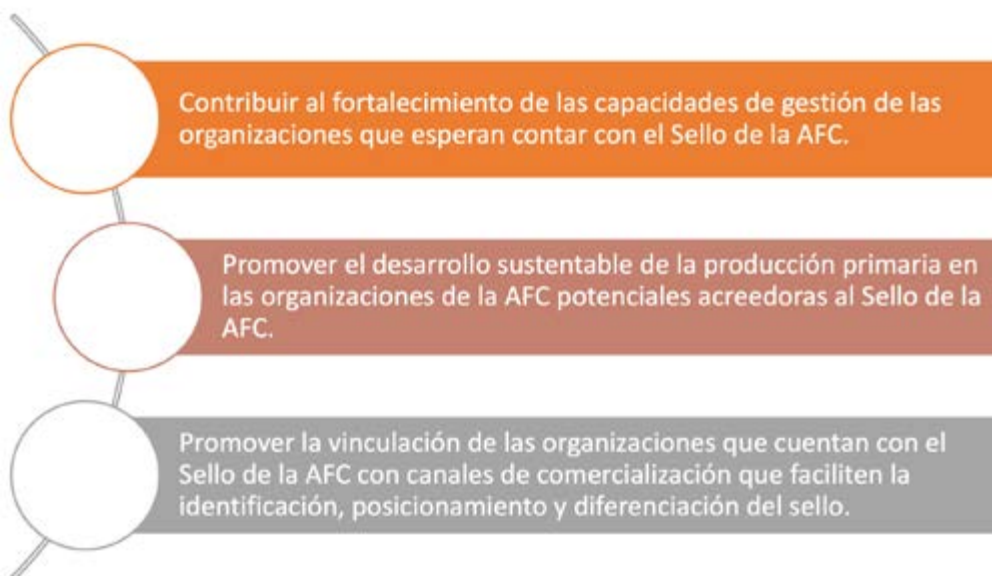 Contribuir al fortalecimiento de las capacidades de gestión de las
organizaciones que esperan contar con el Sello de la AFC.
Promover el desarrollo sustentable de la producción primaria en
las organizaciones de la AFC potenciales acreedoras al Sello de la
AFC.
Promover la vinculación de las organizaciones que cuentan con el
Sello de la AFC con canales de comercialización que faciliten la
identificación, posicionamiento y diferenciación del sello.